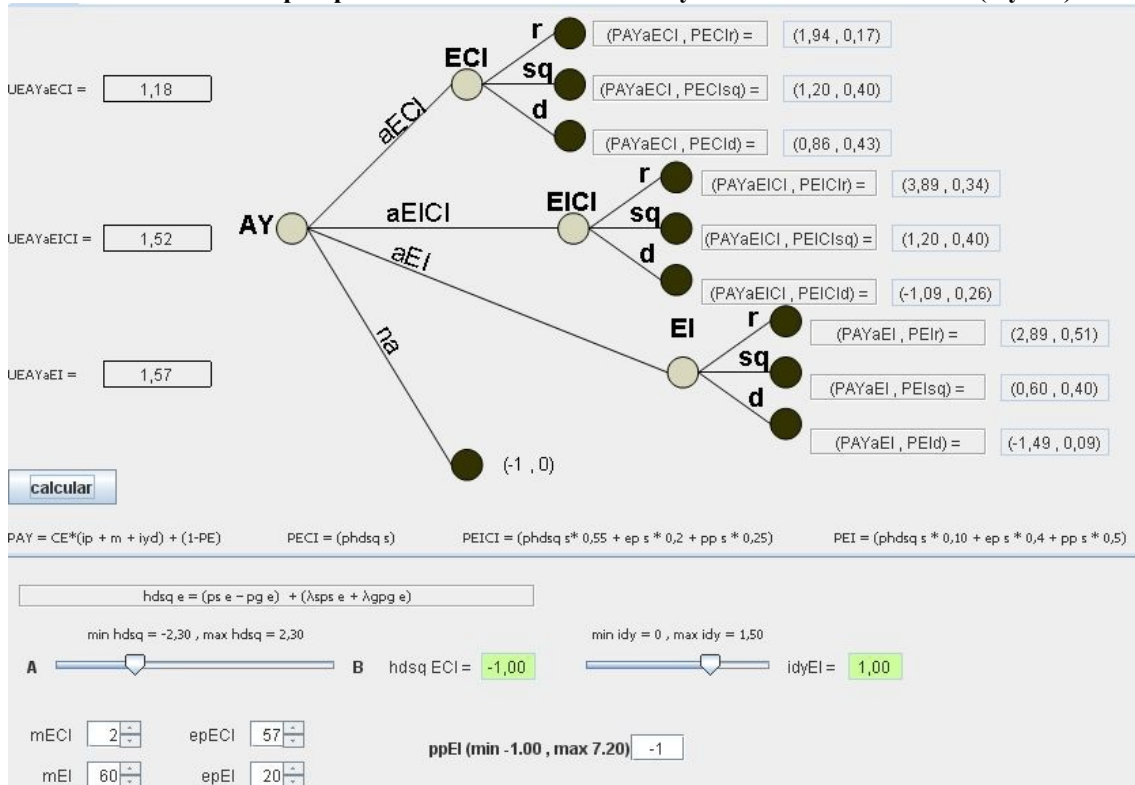 r (PAYaECI , PECIr) = (1,94 , 0,17)
ECI
sq (PAYaECI , PECIsq) = (1,20 , 0,40)
UEAYaECI = 1,18
d (PAYaECI , PECId) = (0,86 , 0,43)
aECI
r (PAYaEICI , PEICIr) = (3,89 , 0,34)
EICI
aEICI
sq (PAYaEICI , PEICIsq) = (1,20 , 0,40)
AY
UEAYaEICI = 1,52
d (PAYaEICI , PEICId) = (-1,09 , 0,26)
aEI
r (PAYaEI , PEIr) = (2,89 , 0,51)
EI
na
sq (PAYaEI , PEIsq) = (0,60 , 0,40)
UEAYaEI = 1,57
d (PAYaEI , PEId) = (-1,49 , 0,09)
(-1 , 0)
calcular
PAY = CE*(ip + m + iyd) + (1-PE) PECI = (phdsq s) PEICI = (phdsq s* 0,55 + ep s * 0,2 + pp s * 0,25) PEI = (phdsq s * 0,10 + ep s * 0,4 + pp s * 0,5)
hdsq e = (ps e − pg e) + (λsps e + λgpg e)
min hdsq = -2,30 , max hdsq = 2,30 min idy = 0 , max idy = 1,50
A B hdsq ECI = -1,00 idyEI = 1,00
mECI 2 epECI 57
ppEI (min -1.00 , max 7.20) -1
mEI 60 epEI 20